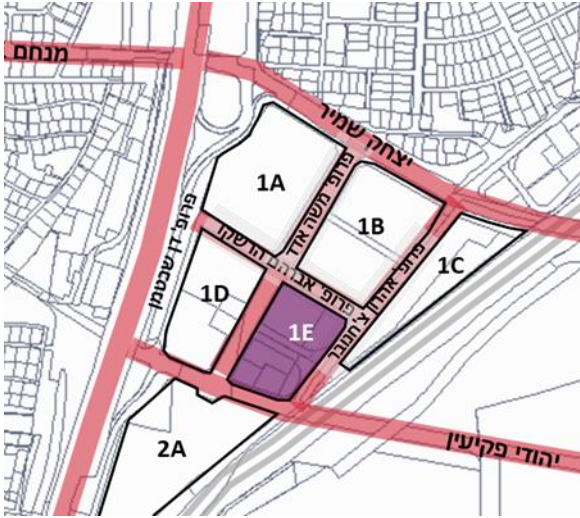 מנחם
יצחק שמיר
1A
פרופ' משה אר
1B
פרופ' דן שכטמן
פרופ' אברהם הרשקו
פרופ' אהרון צ'חנובר
1C
1D
1E
2A
יהודי פקיעין